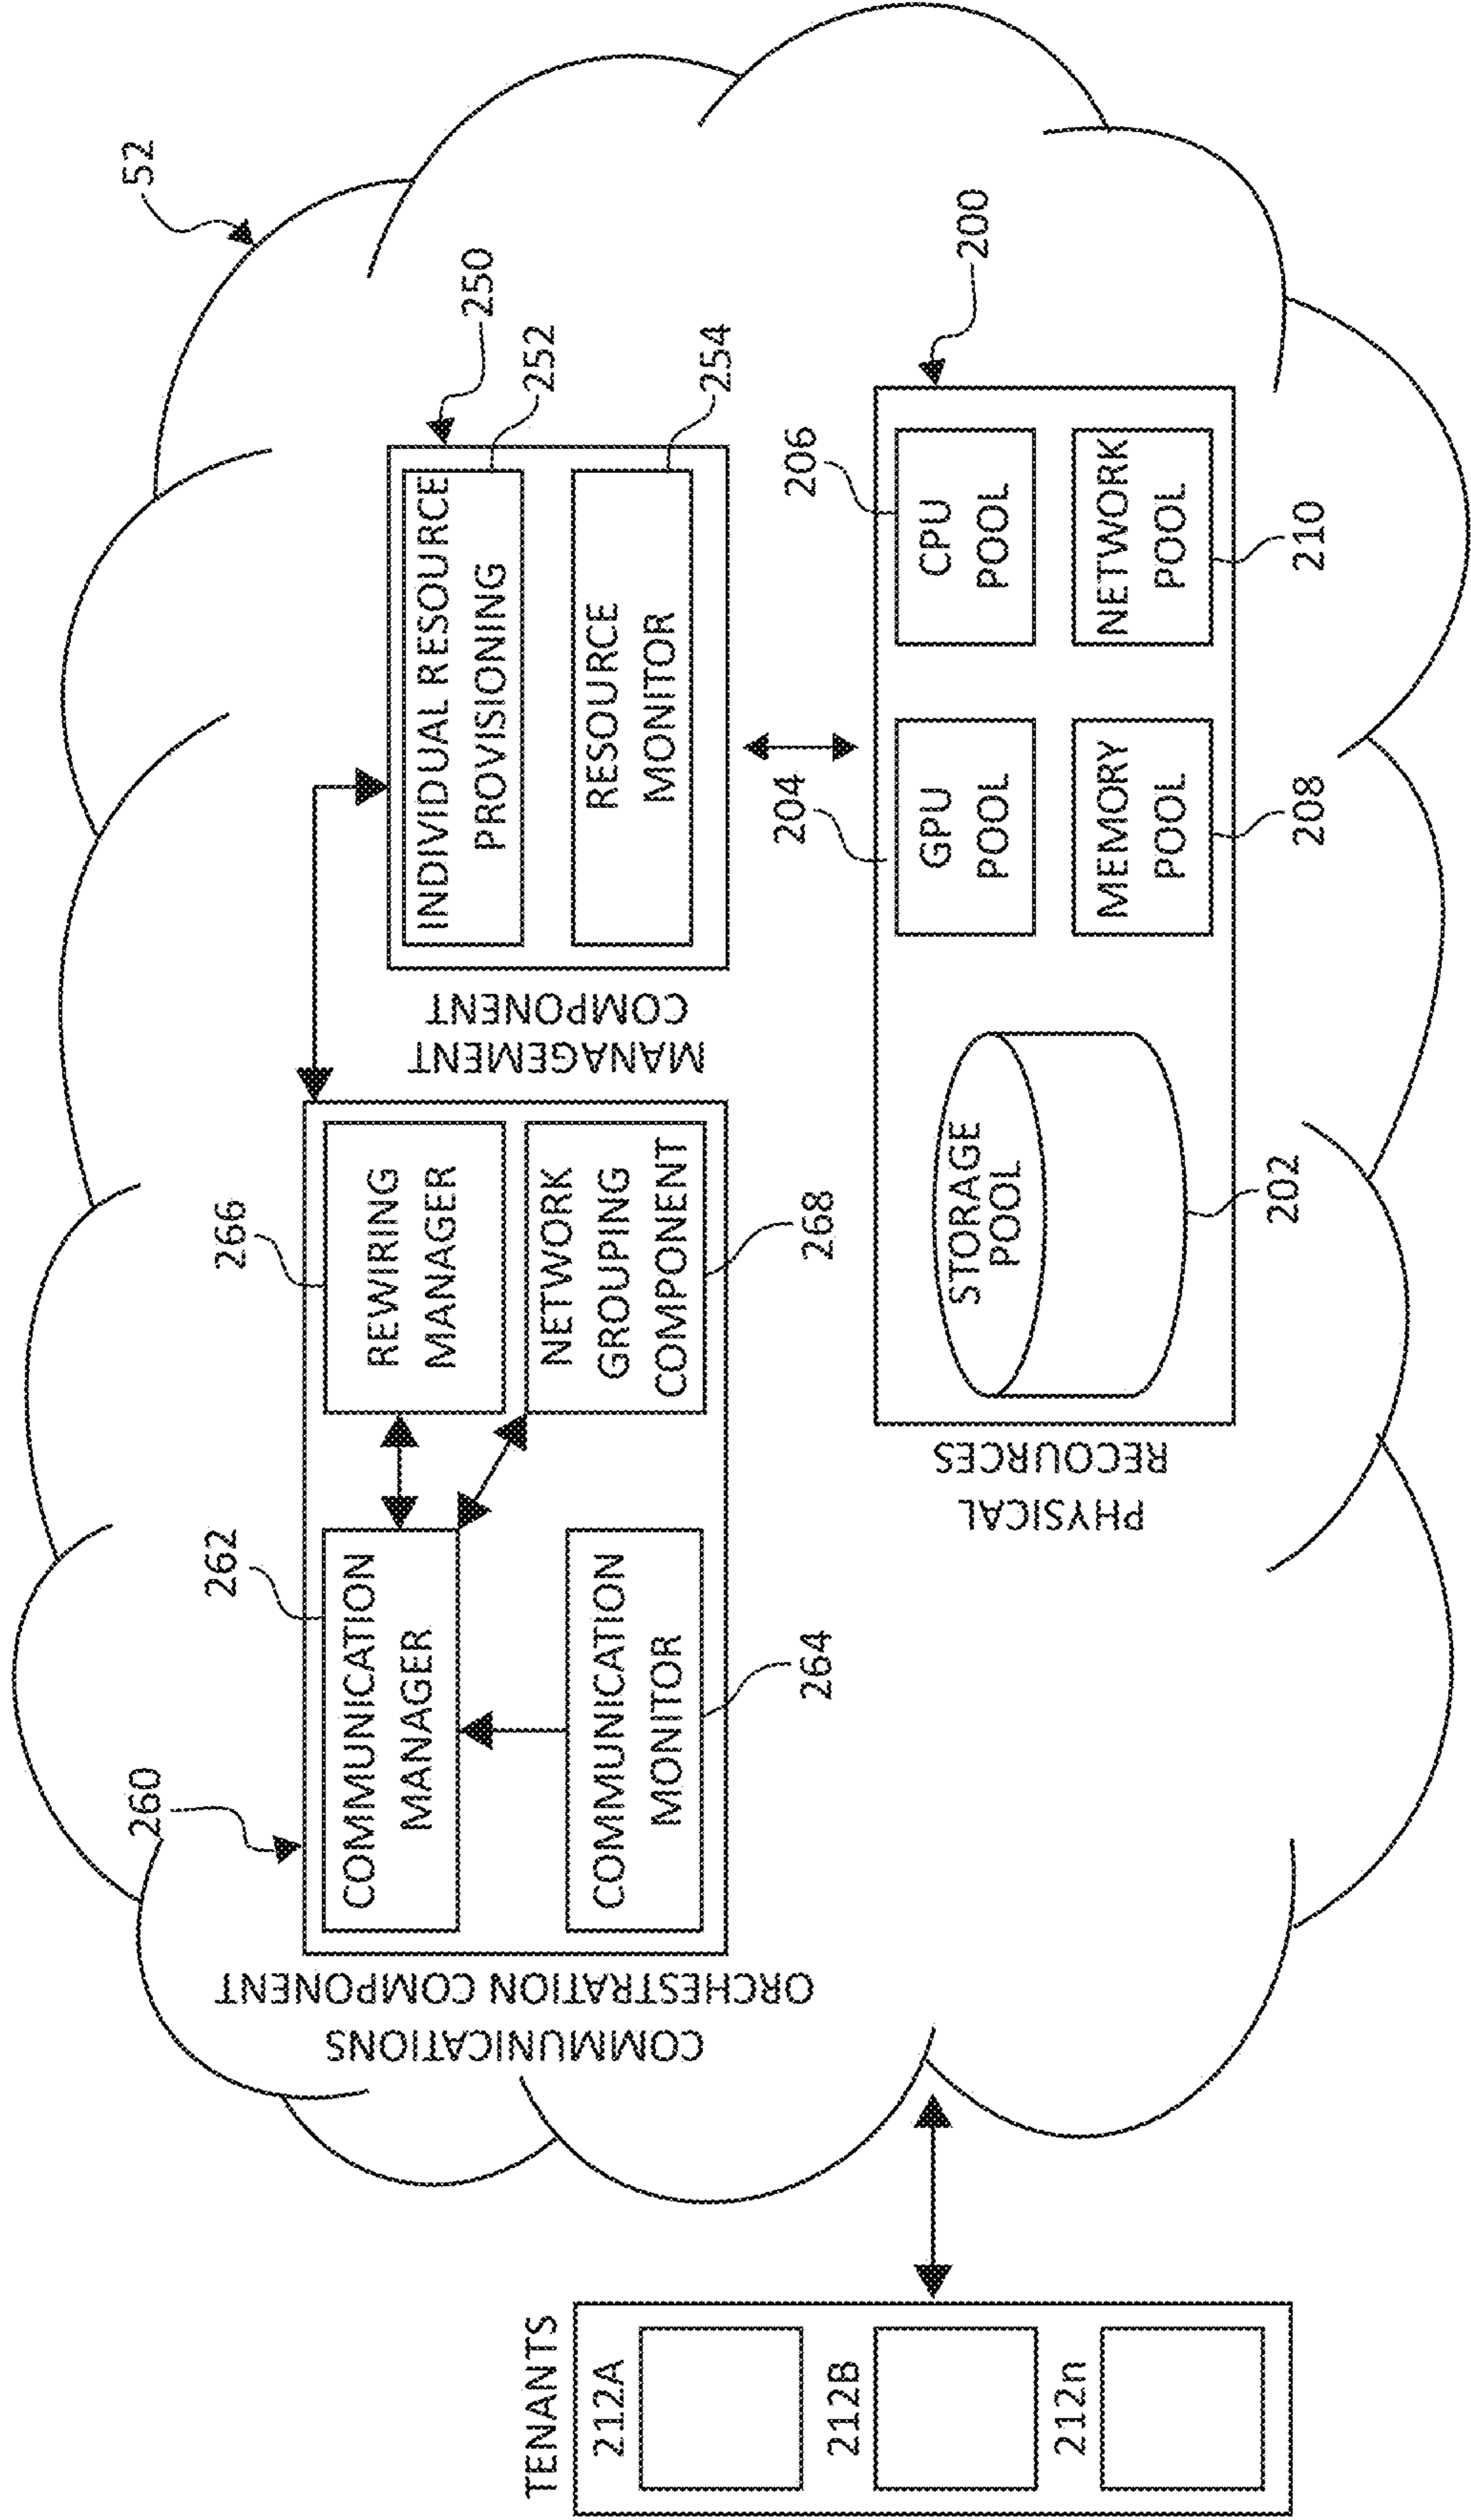 52
260
262
266
250
252
254
COMMUNICATIONS
ORCHESTRATION COMPONENT
COMMUNICATION
MANAGER
COMMUNICATION
MONITOR
264
REWIRING
MANAGER
NETWORK
GROUPING
COMPONENT
268
MANAGEMENT
COMPONENT
INDIVIDUAL RESOURCE
PROVISIONING
RESOURCE
MONITOR
TENANTS
212A
212B
212n
PHYSICAL
RECOURCES
200
STORAGE
POOL
202
204
GPU
POOL
206
CPU
POOL
MEMORY
POOL
208
NETWORK
POOL
210